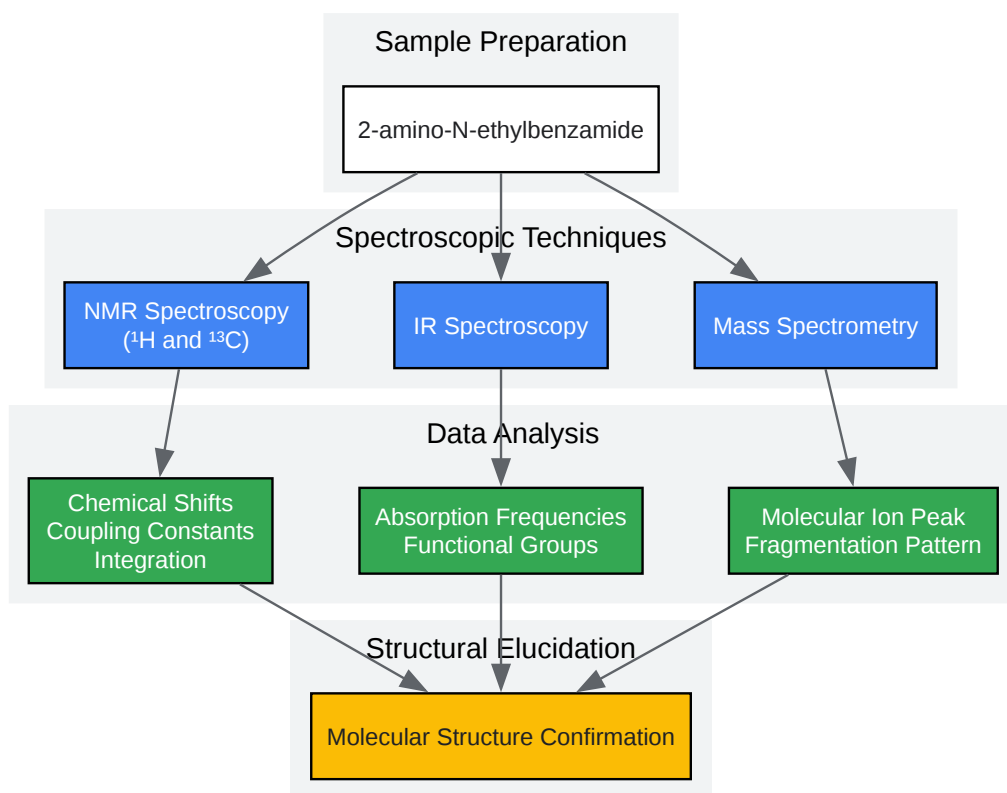 Sample Preparation
2-amino-N-ethylbenzamide
Spectroscopic Techniques
NMR Spectroscopy
(¹H and ¹³C)
IR Spectroscopy
Mass Spectrometry
Data Analysis
Chemical Shifts
Coupling Constants
Integration
Absorption Frequencies
Functional Groups
Molecular Ion Peak
Fragmentation Pattern
Structural Elucidation
Molecular Structure Confirmation